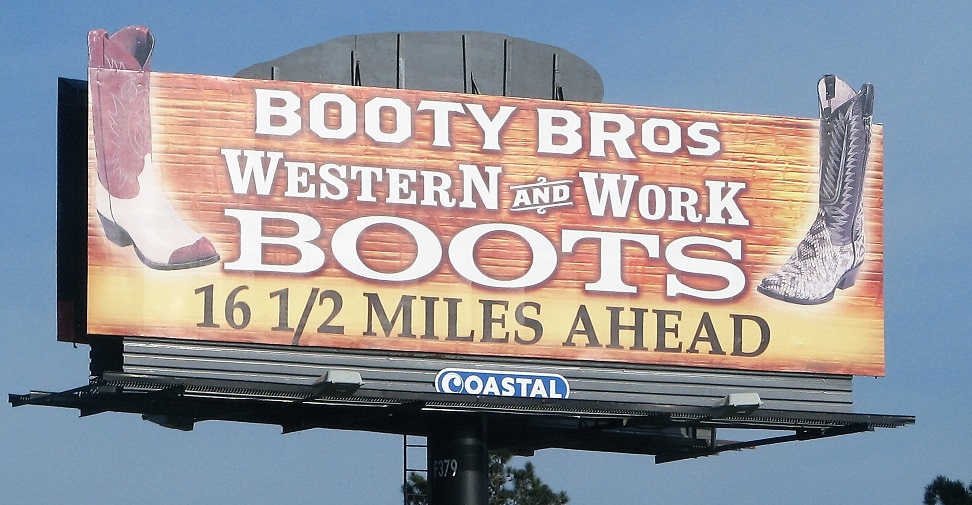 BOOTY BROS
WESTERN AND WORK
BOOTS
16 1/2 MILES AHEAD
COASTAL
F379